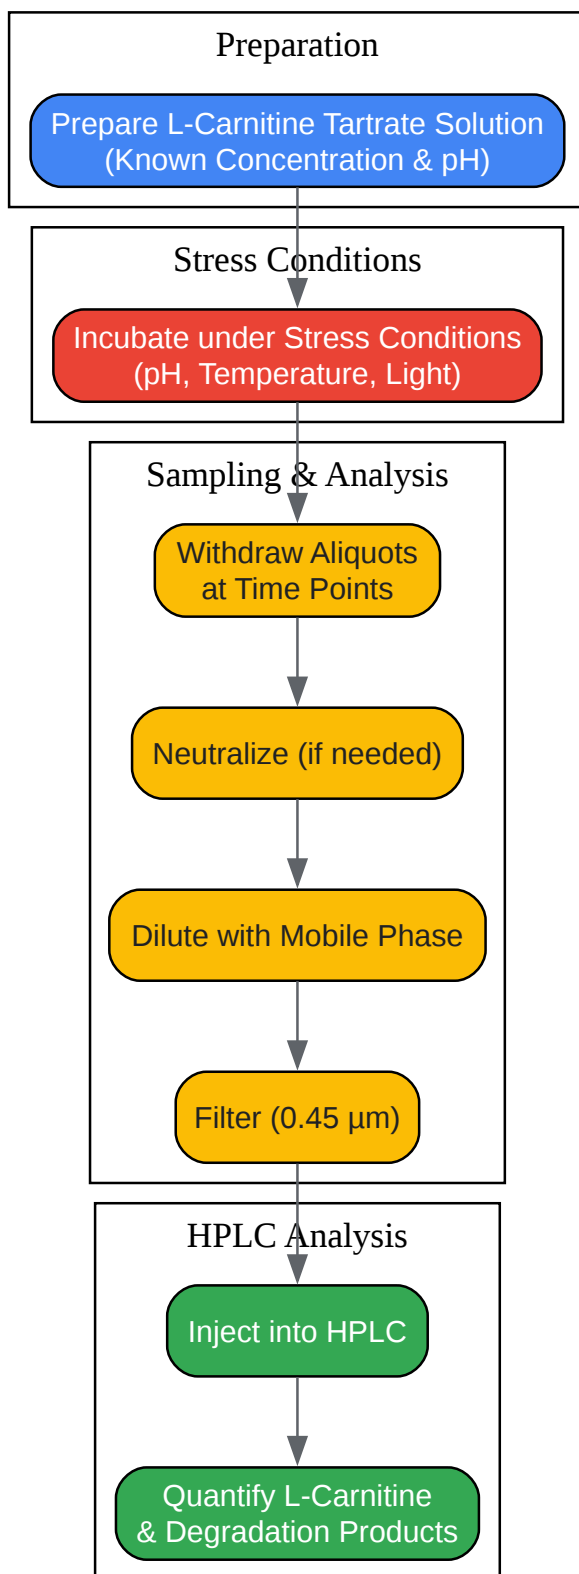 Preparation
Prepare L-Carnitine Tartrate Solution
(Known Concentration & pH)
Stress Conditions
Incubate under Stress Conditions
(pH, Temperature, Light)
Sampling & Analysis
Withdraw Aliquots
at Time Points
Neutralize (if needed)
Dilute with Mobile Phase
Filter (0.45 µm)
HPLC Analysis
Inject into HPLC
Quantify L-Carnitine
& Degradation Products